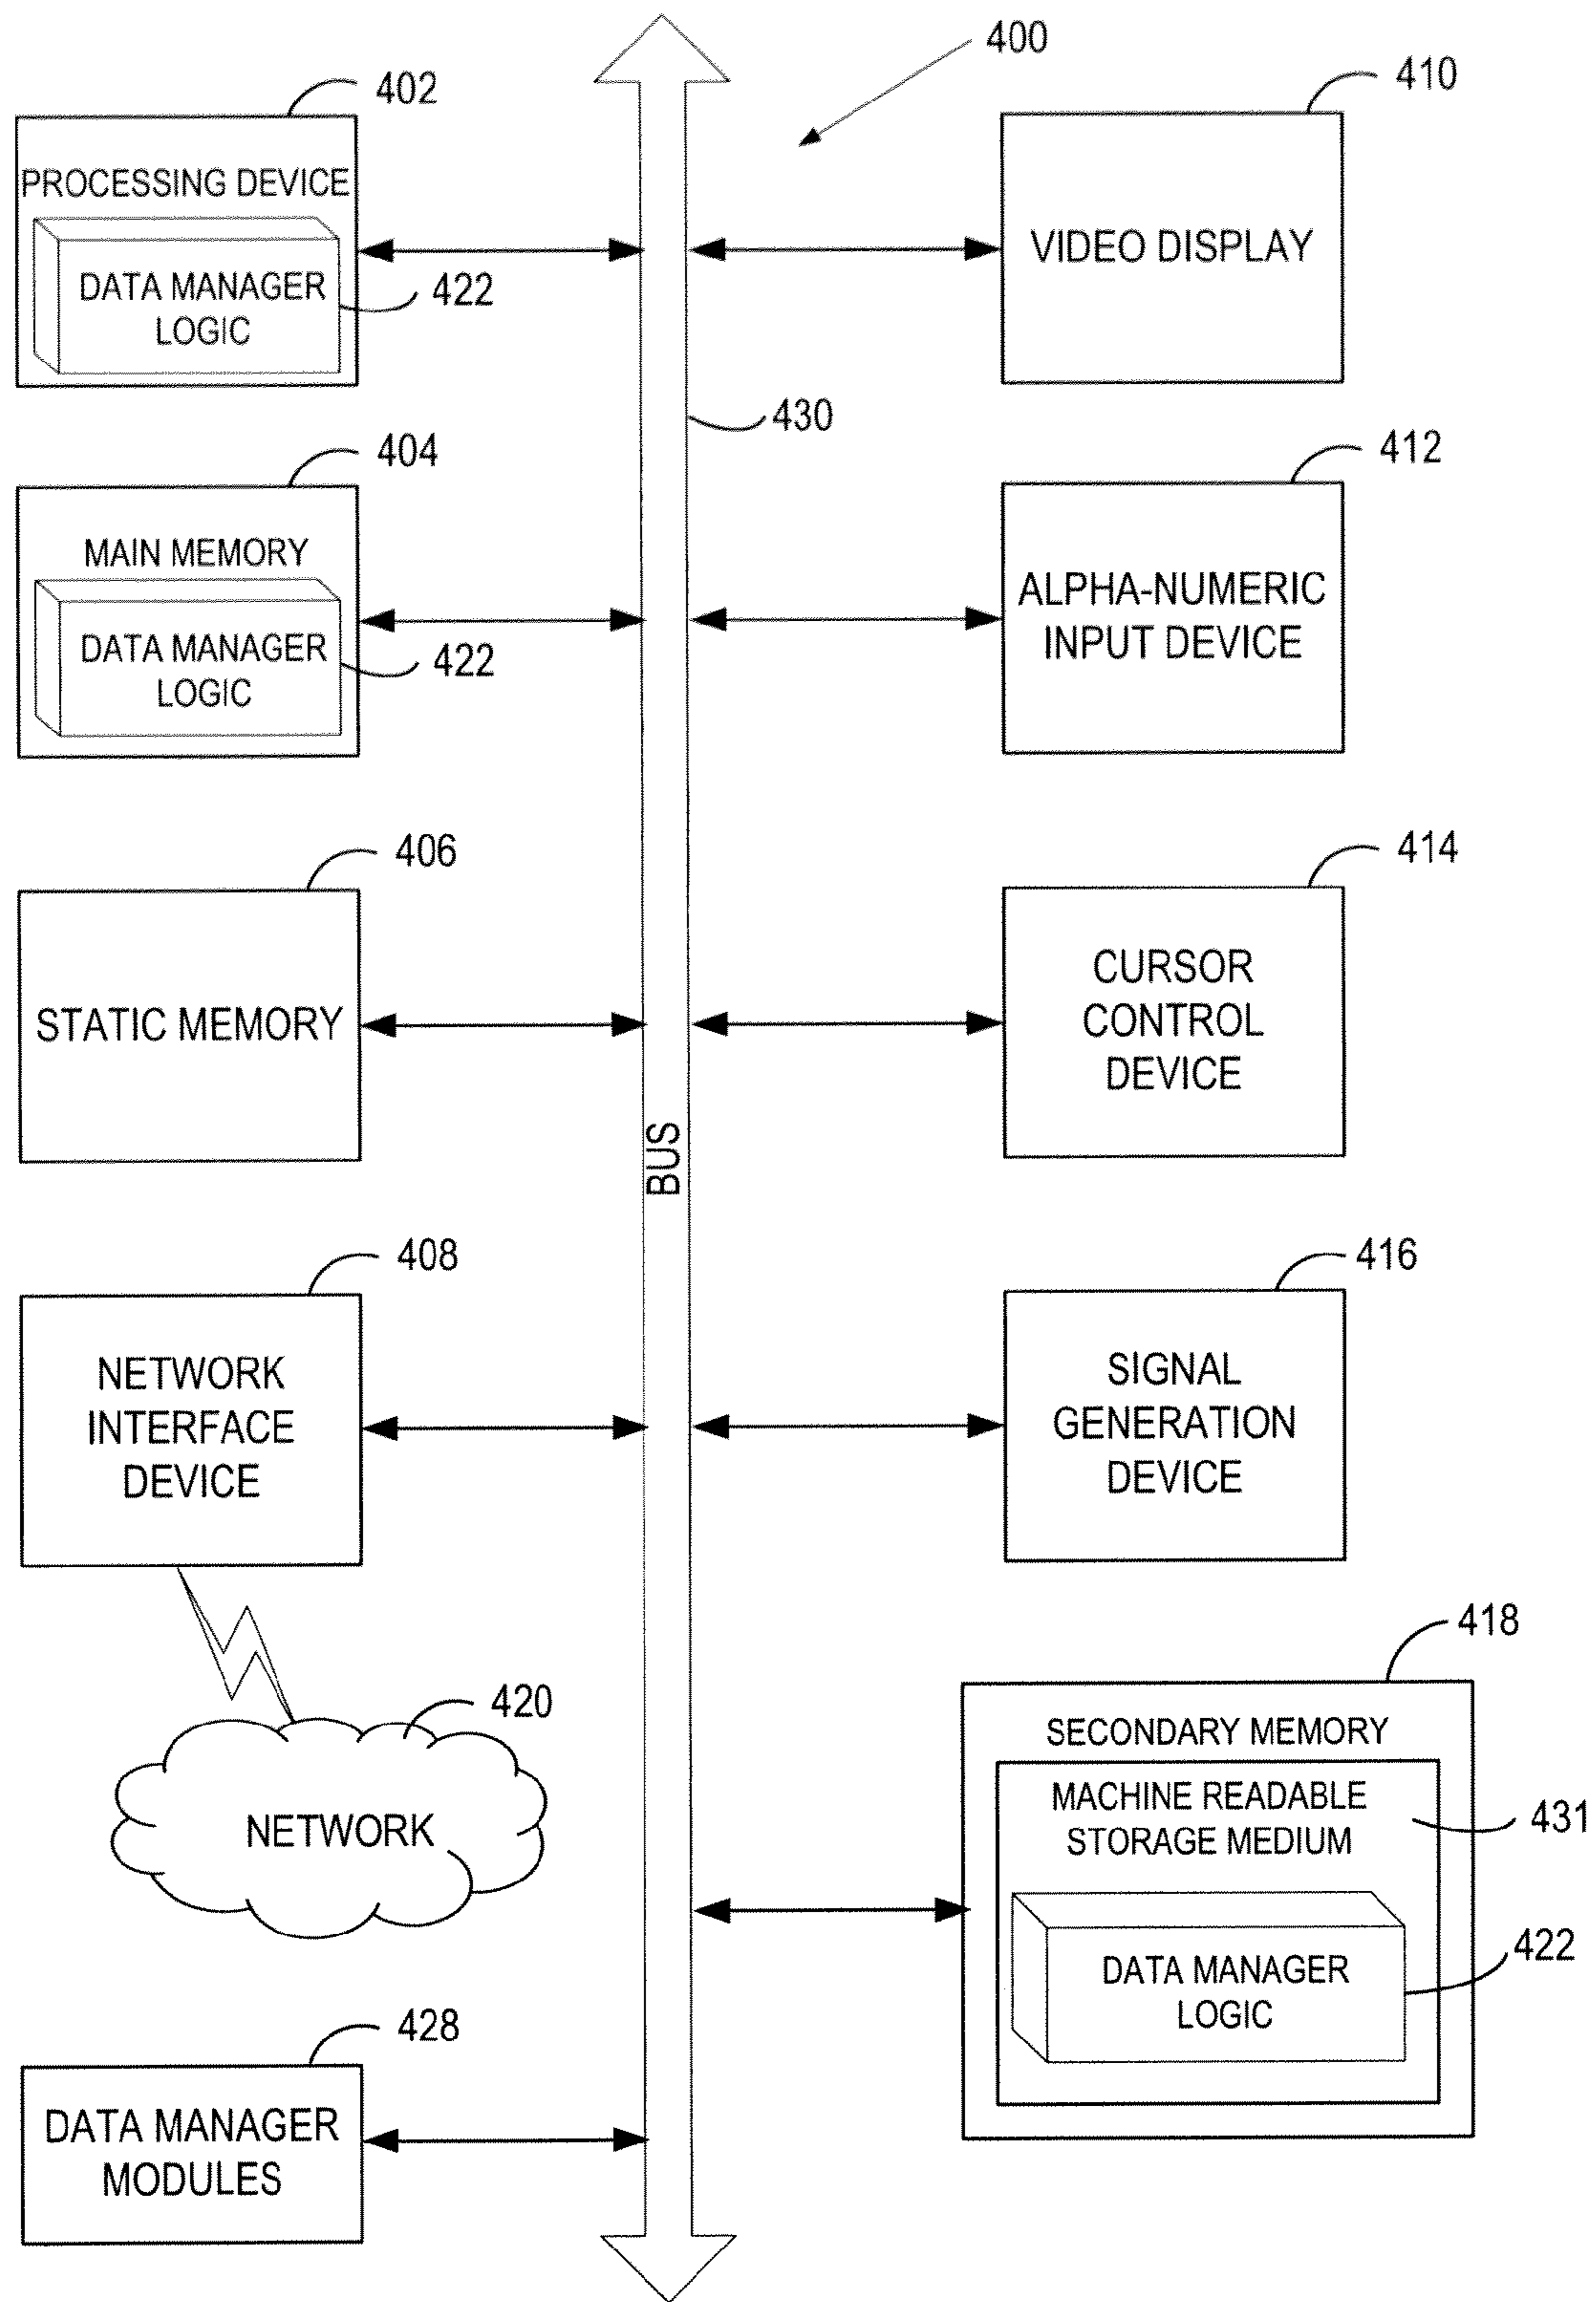 400
402
PROCESSING DEVICE
DATA MANAGER
LOGIC
422
410
VIDEO DISPLAY
430
404
MAIN MEMORY
DATA MANAGER
LOGIC
422
412
ALPHA-NUMERIC
INPUT DEVICE
406
STATIC MEMORY
414
CURSOR
CONTROL
DEVICE
BUS
408
NETWORK
INTERFACE
DEVICE
416
SIGNAL
GENERATION
DEVICE
420
NETWORK
418
SECONDARY MEMORY
MACHINE READABLE
STORAGE MEDIUM
431
DATA MANAGER
LOGIC
422
428
DATA MANAGER
MODULES